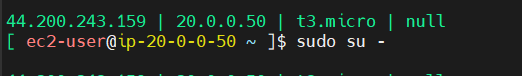 44.200.243.159 | 20.0.0.50 | t3.micro | null
[ ec2-user@ip-20-0-0-50 ~ ]$ sudo su -